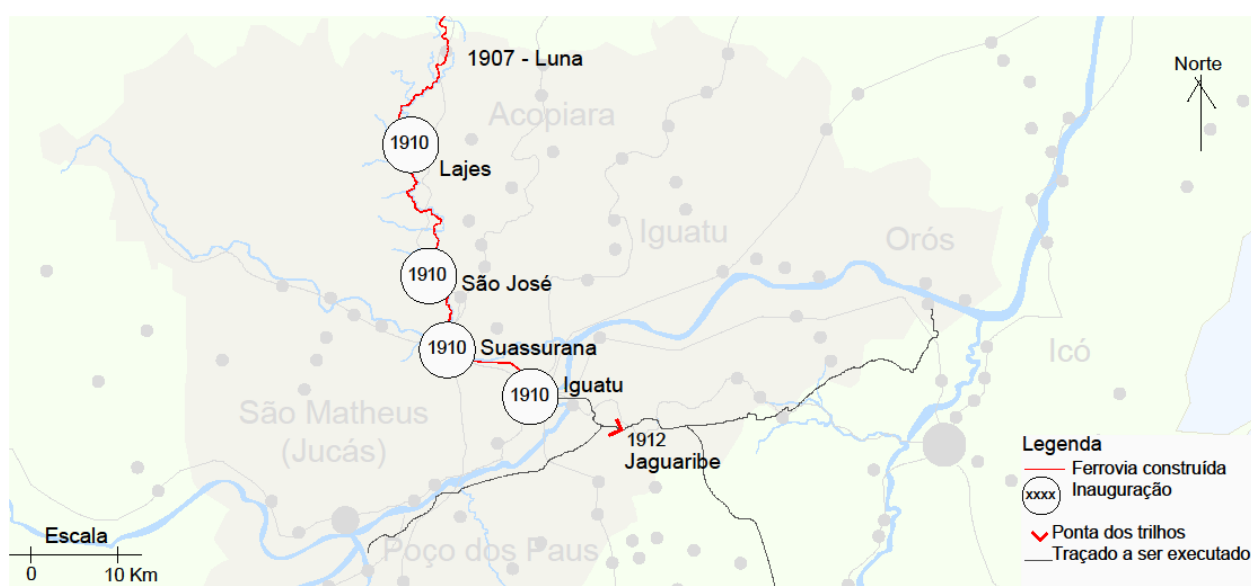 1907 - Luna
Norte
Acopiara
1910
Lajes
Iguatu
Orós
1910
São José
1910
Suassurana
Icó
Iguatu
1910
São Matheus
(Jucás)
1912
Jaguaribe
Legenda
Ferrovia construída
xxxx Inauguração
Ponta dos trilhos
Traçado a ser executado
Escala
0 10 Km
Poço dos Paus